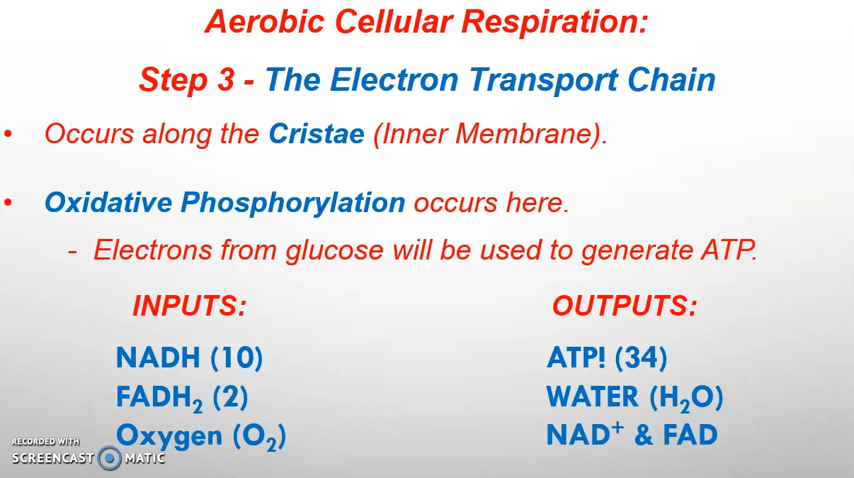 Aerobic Cellular Respiration:
Step 3 - The Electron Transport Chain
• Occurs along the Cristae (Inner Membrane).
• Oxidative Phosphorylation occurs here.
- Electrons from glucose will be used to generate ATP.
INPUTS:
NADH (10)
FADH₂ (2)
Oxygen (O₂)
OUTPUTS:
ATP! (34)
WATER (H₂O)
NAD⁺ & FAD
RECORDED WITH
SCREENCAST MATIC